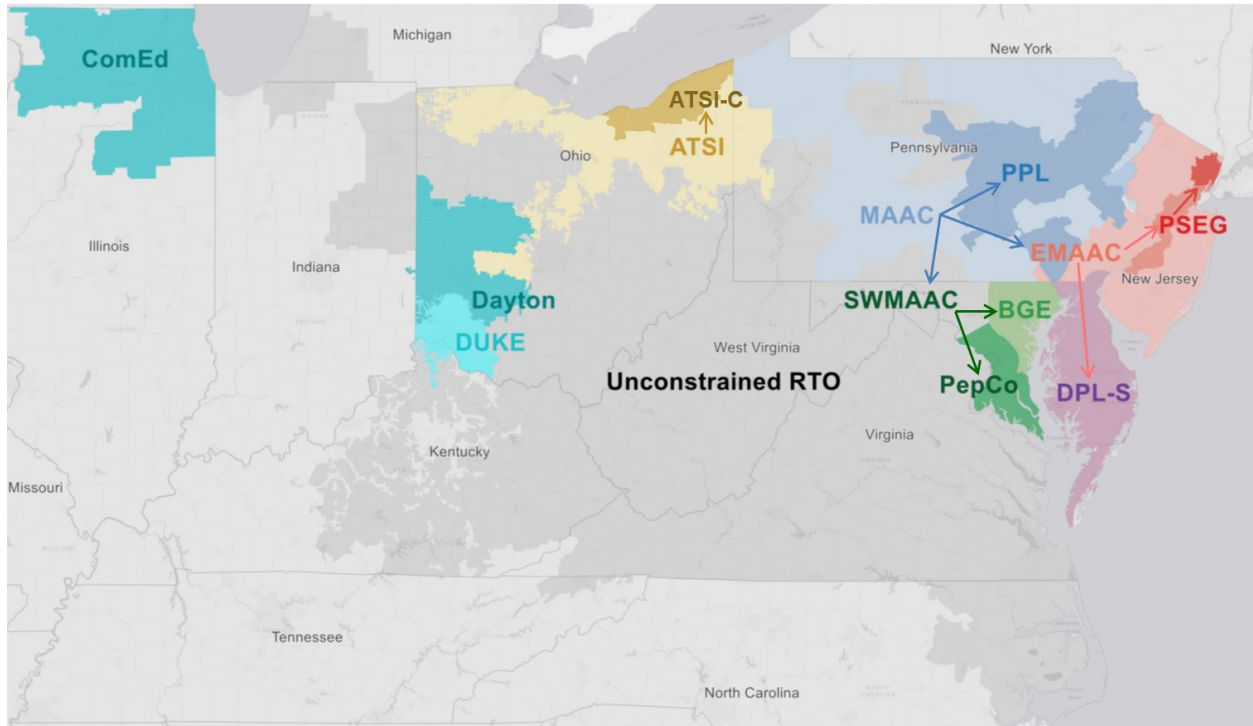 Michigan
New York
ComEd
ATSI-C
PENNSYLVANIA
Pennsylvania
ATSI
Ohio
PPL
MAAC
PSEG
EMAAC
Illinois
Indiana
New Jersey
Dayton
SWMAAC
BGE
DUKE
West Virginia
Unconstrained RTO
PepCo
DPL-S
Virginia
Kentucky
Missouri
Tennessee
North Carolina